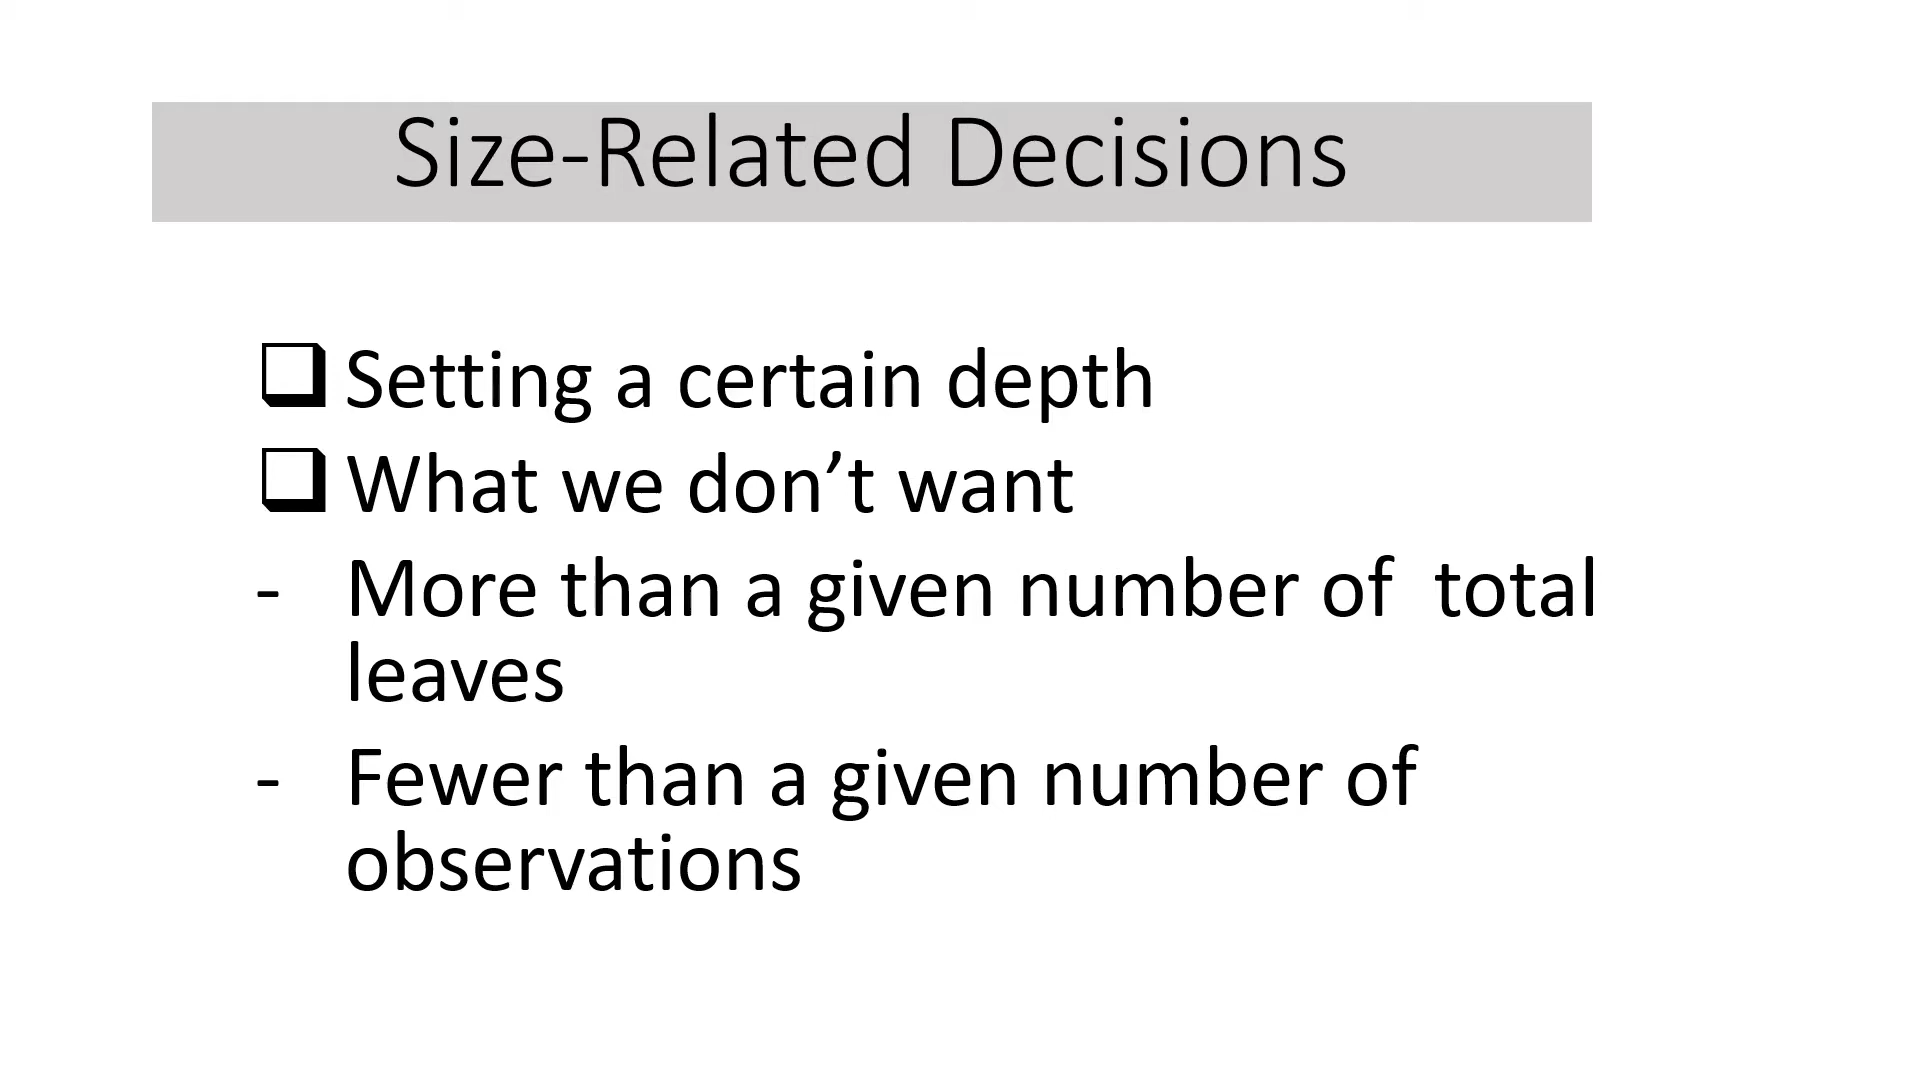 Size-Related Decisions
❑ Setting a certain depth
❑ What we don’t want
- More than a given number of  total
leaves
- Fewer than a given number of
observations